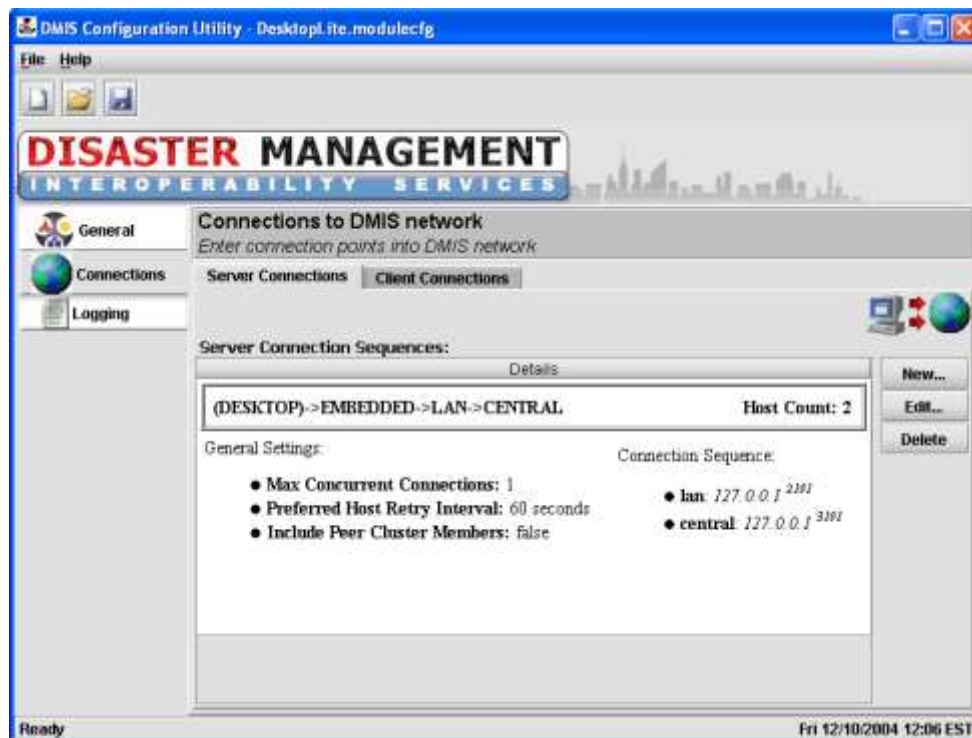 DMIS Configuration Utility - DesktopLite.modulecfg
File Help
DISASTER MANAGEMENT
INTEROPERABILITY SERVICES
General
Connections
Logging
Connections to DMIS network
Enter connection points into DMIS network
Server Connections Client Connections
Server Connection Sequences:
Details
(DESKTOP)->EMBEDDED->LAN->CENTRAL Host Count: 2
General Settings:
• Max Concurrent Connections: 1
• Preferred Host Retry Interval: 60 seconds
• Include Peer Cluster Members: false
Connection Sequence:
• lan: 127.0.0.1 2101
• central: 127.0.0.1 3101
New...
Edit...
Delete
Ready Fri 12/10/2004 12:06 EST